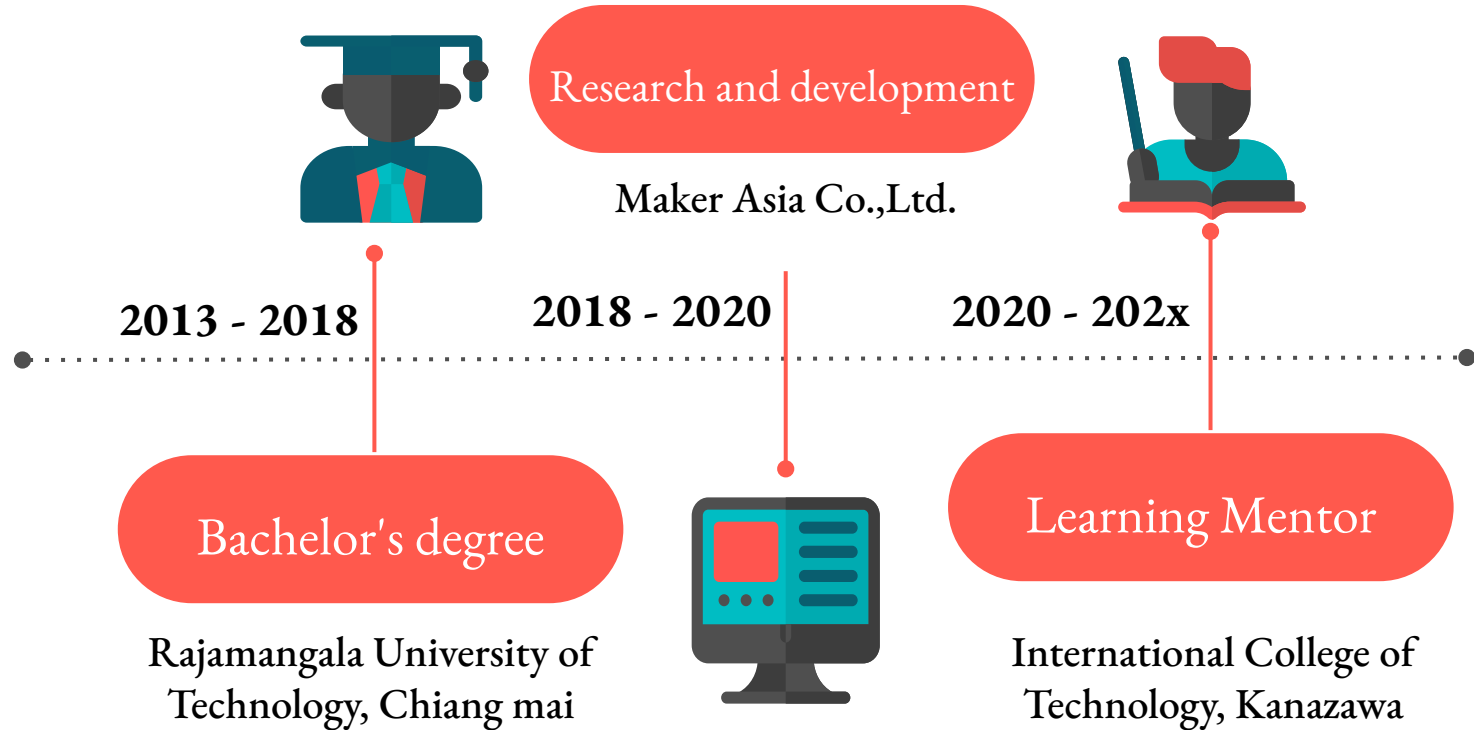 Research and development
Maker Asia Co.,Ltd.
2013 - 2018
2018 - 2020
2020 - 202x
Bachelor's degree
Rajamangala University of
Technology, Chiang mai
Learning Mentor
International College of
Technology, Kanazawa